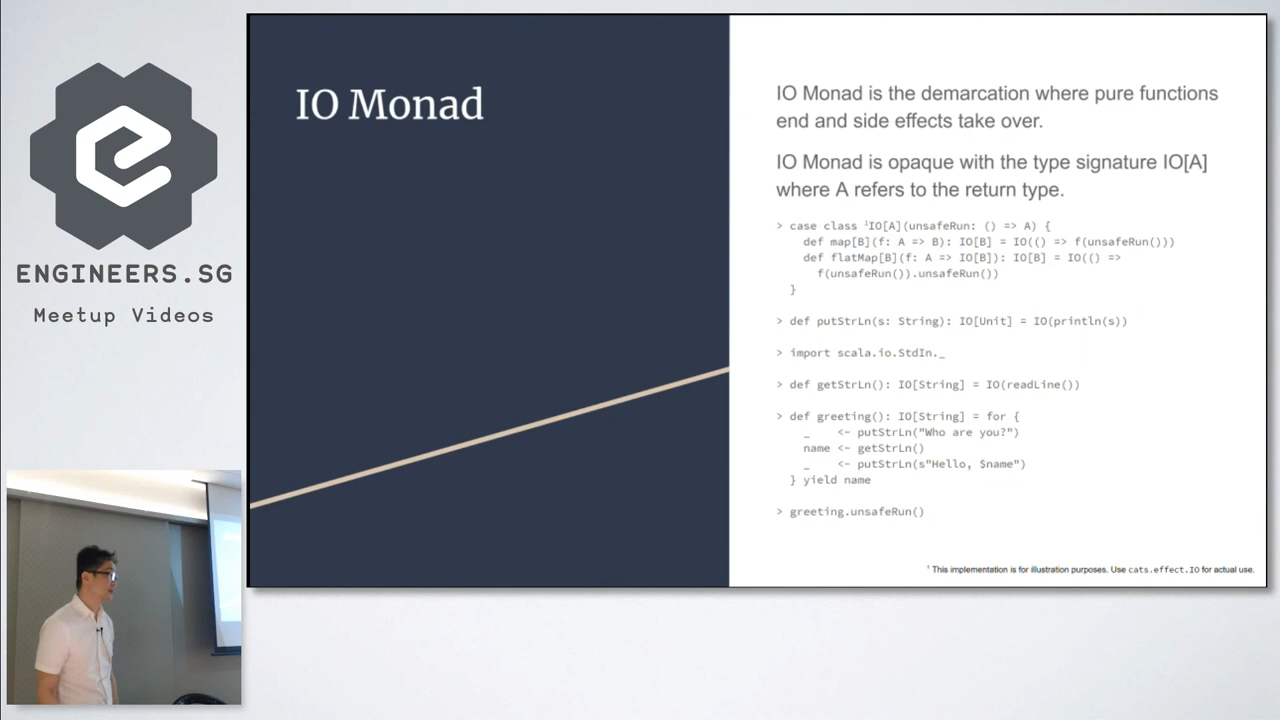 ENGINEERS.SG
Meetup Videos
IO Monad
IO Monad is the demarcation where pure functions
end and side effects take over.
IO Monad is opaque with the type signature IO[A]
where A refers to the return type.
> case class ¹IO[A](unsafeRun: () => A) {
def map[B](f: A => B): IO[B] = IO(() => f(unsafeRun()))
def flatMap[B](f: A => IO[B]): IO[B] = IO(() =>
f(unsafeRun()).unsafeRun())
}
> def putStrLn(s: String): IO[Unit] = IO(println(s))
> import scala.io.StdIn._
> def getStrLn(): IO[String] = IO(readLine())
> def greeting(): IO[String] = for {
_ <- putStrLn("Who are you?")
name <- getStrLn()
_ <- putStrLn(s"Hello, $name")
} yield name
> greeting.unsafeRun()
¹ This implementation is for illustration purposes. Use cats.effect.IO for actual use.